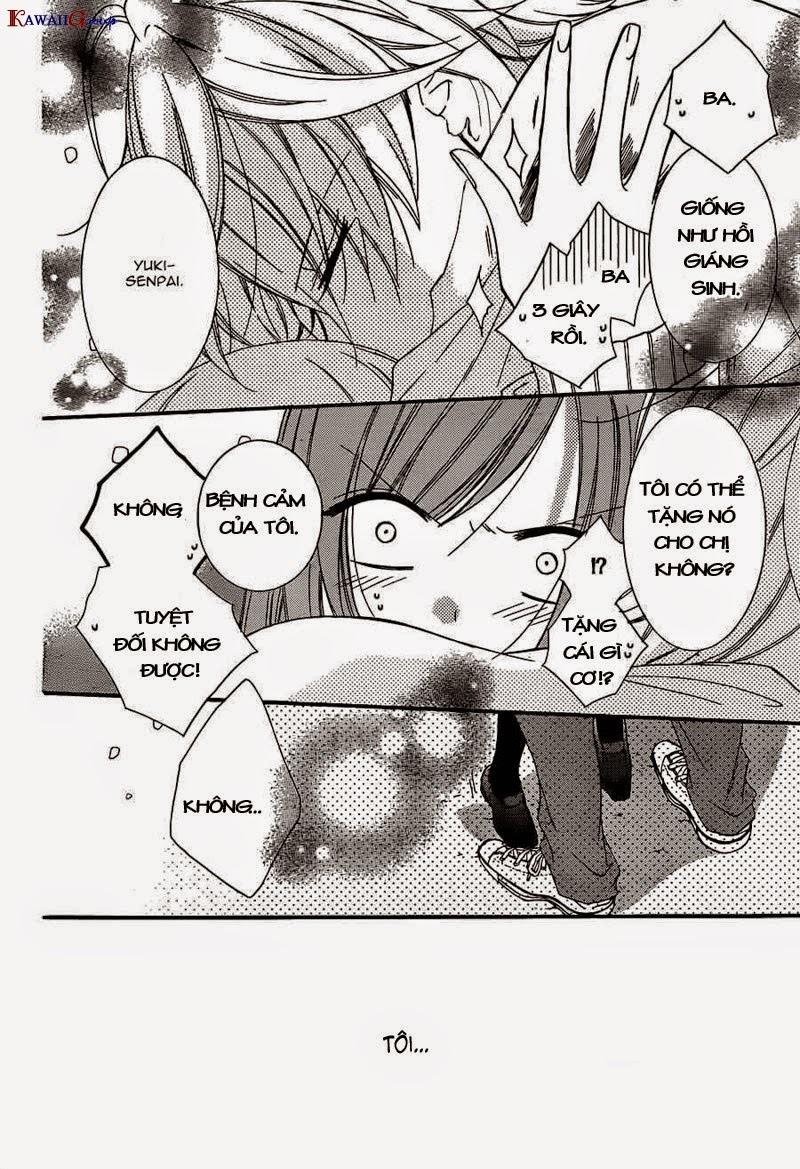 KAWAIIGROUP
BA.
GIỐNG
NHƯ HỒI
GIÁNG
SINH.
BA
3 GIÂY
RỒI.
YUKI-
SENPAI.
TÔI CÓ THỂ
TẶNG NÓ
CHO CHỊ
KHÔNG?
!?
TẶNG
CÁI GÌ
CƠ!?
BỆNH CẢM
CỦA TÔI.
KHÔNG,
TUYỆT
ĐỐI KHÔNG
ĐƯỢC!
KHÔNG..
TÔI...